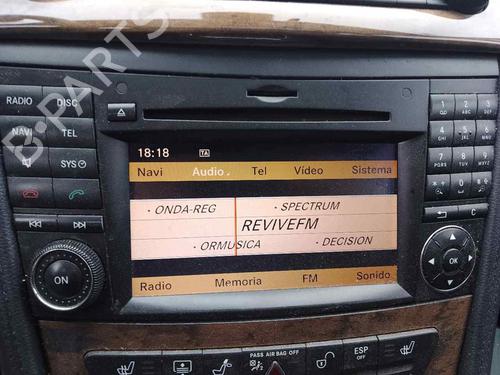 B-PARTS
RADIO DISC
NAVI TEL
SYS
ON
18:18 TA
Navi Audio Tel Vídeo Sistema
ONDA-REG SPECTRUM
REVIVEFM
ORMUSICA DECISION
Radio Memoria FM Sonido
C
OK
PASS AIR BAG OFF
ESP
OFF